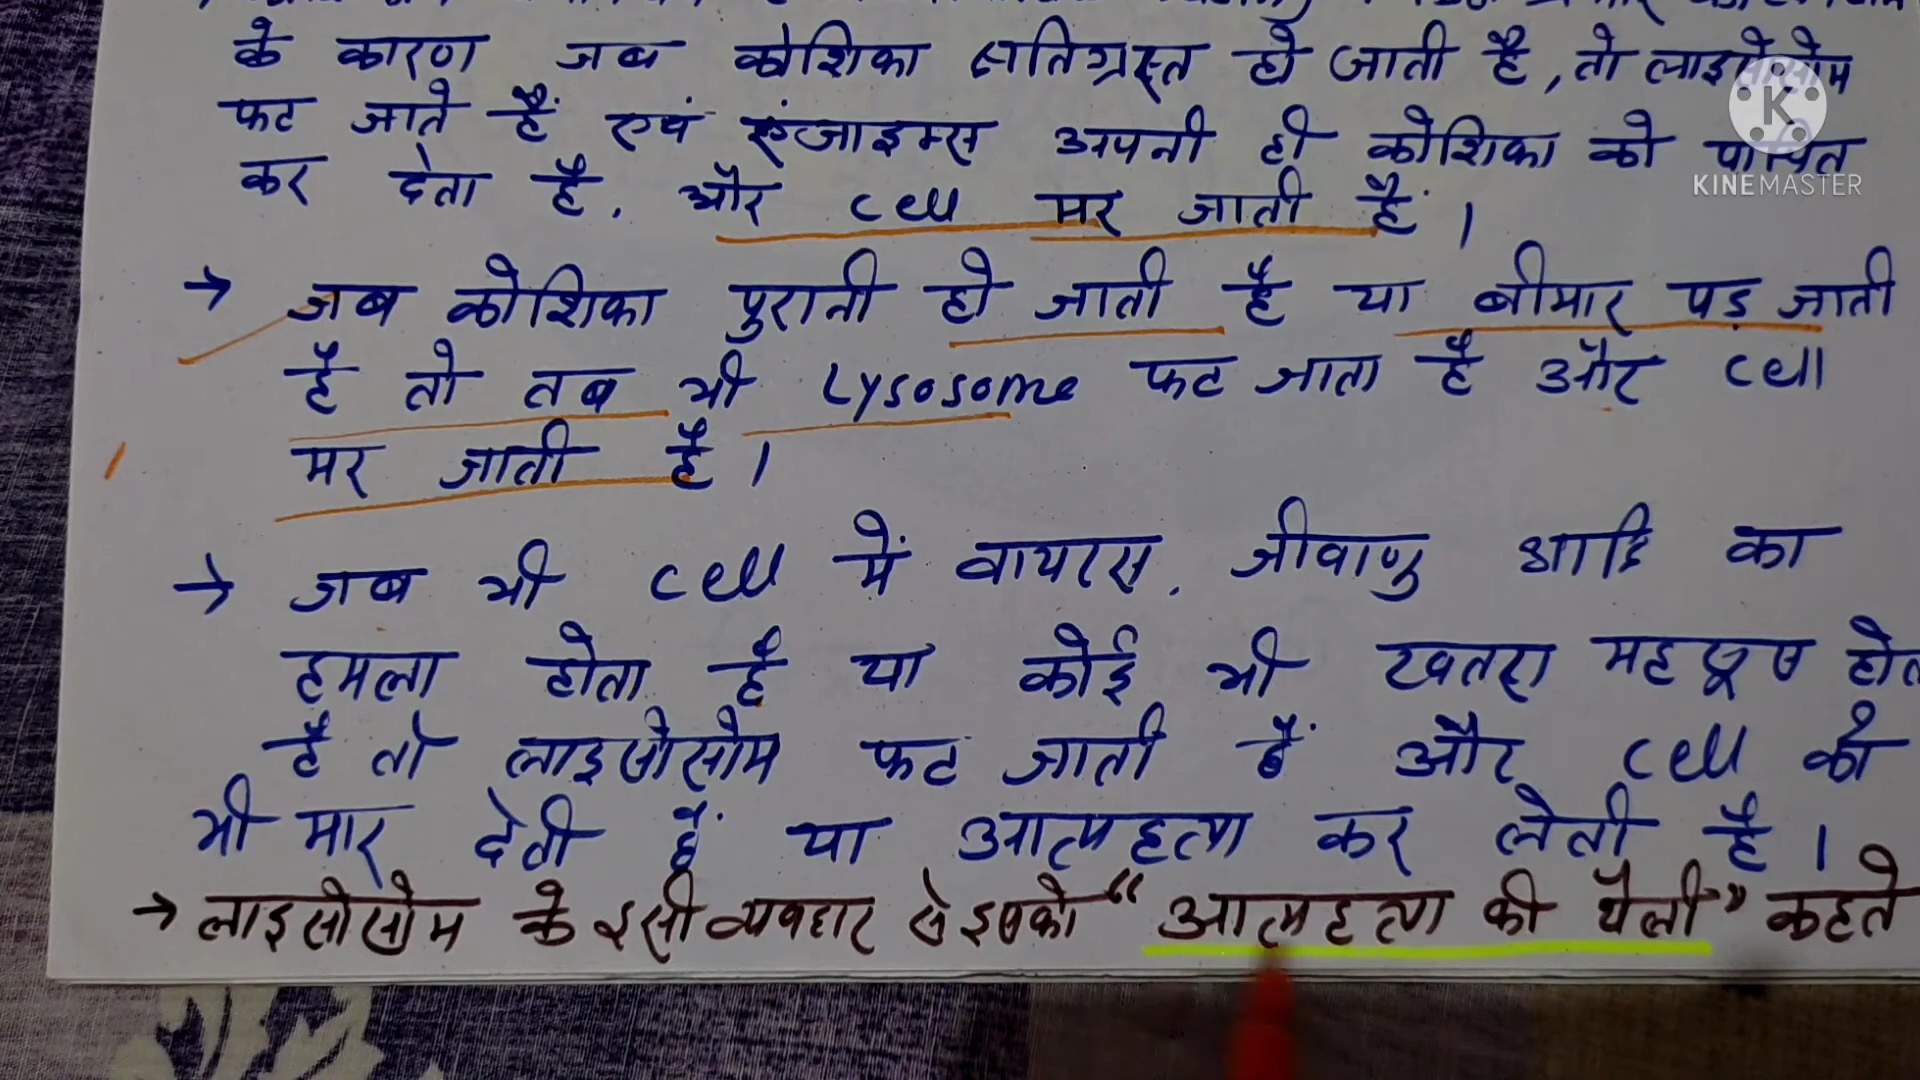 के कारण जब कोशिका क्षतिग्रस्त हो जाती है, तो लाइसोसोम
फट जाते हैं एवं एंजाइम्स अपनी ही कोशिका को पाचित
KINEMASTER
कर देता है, और cell मर जाती है।
→ जब कोशिका पुरानी हो जाती है या बीमार पड़ जाती
है तो तब भी Lysosome फट जाता है और cell
मर जाती है।
→ जब भी cell में वायरस, जीवाणु आदि का
हमला होता है या कोई भी खतरा महसूस होत
है तो लाइसोसोम फट जाती हैं और cell को
भी मार देती हैं या आत्महत्या कर लेती है।
→ लाइसोसोम के इसी व्यवहार से इसको "आत्महत्या की थैली" कहते